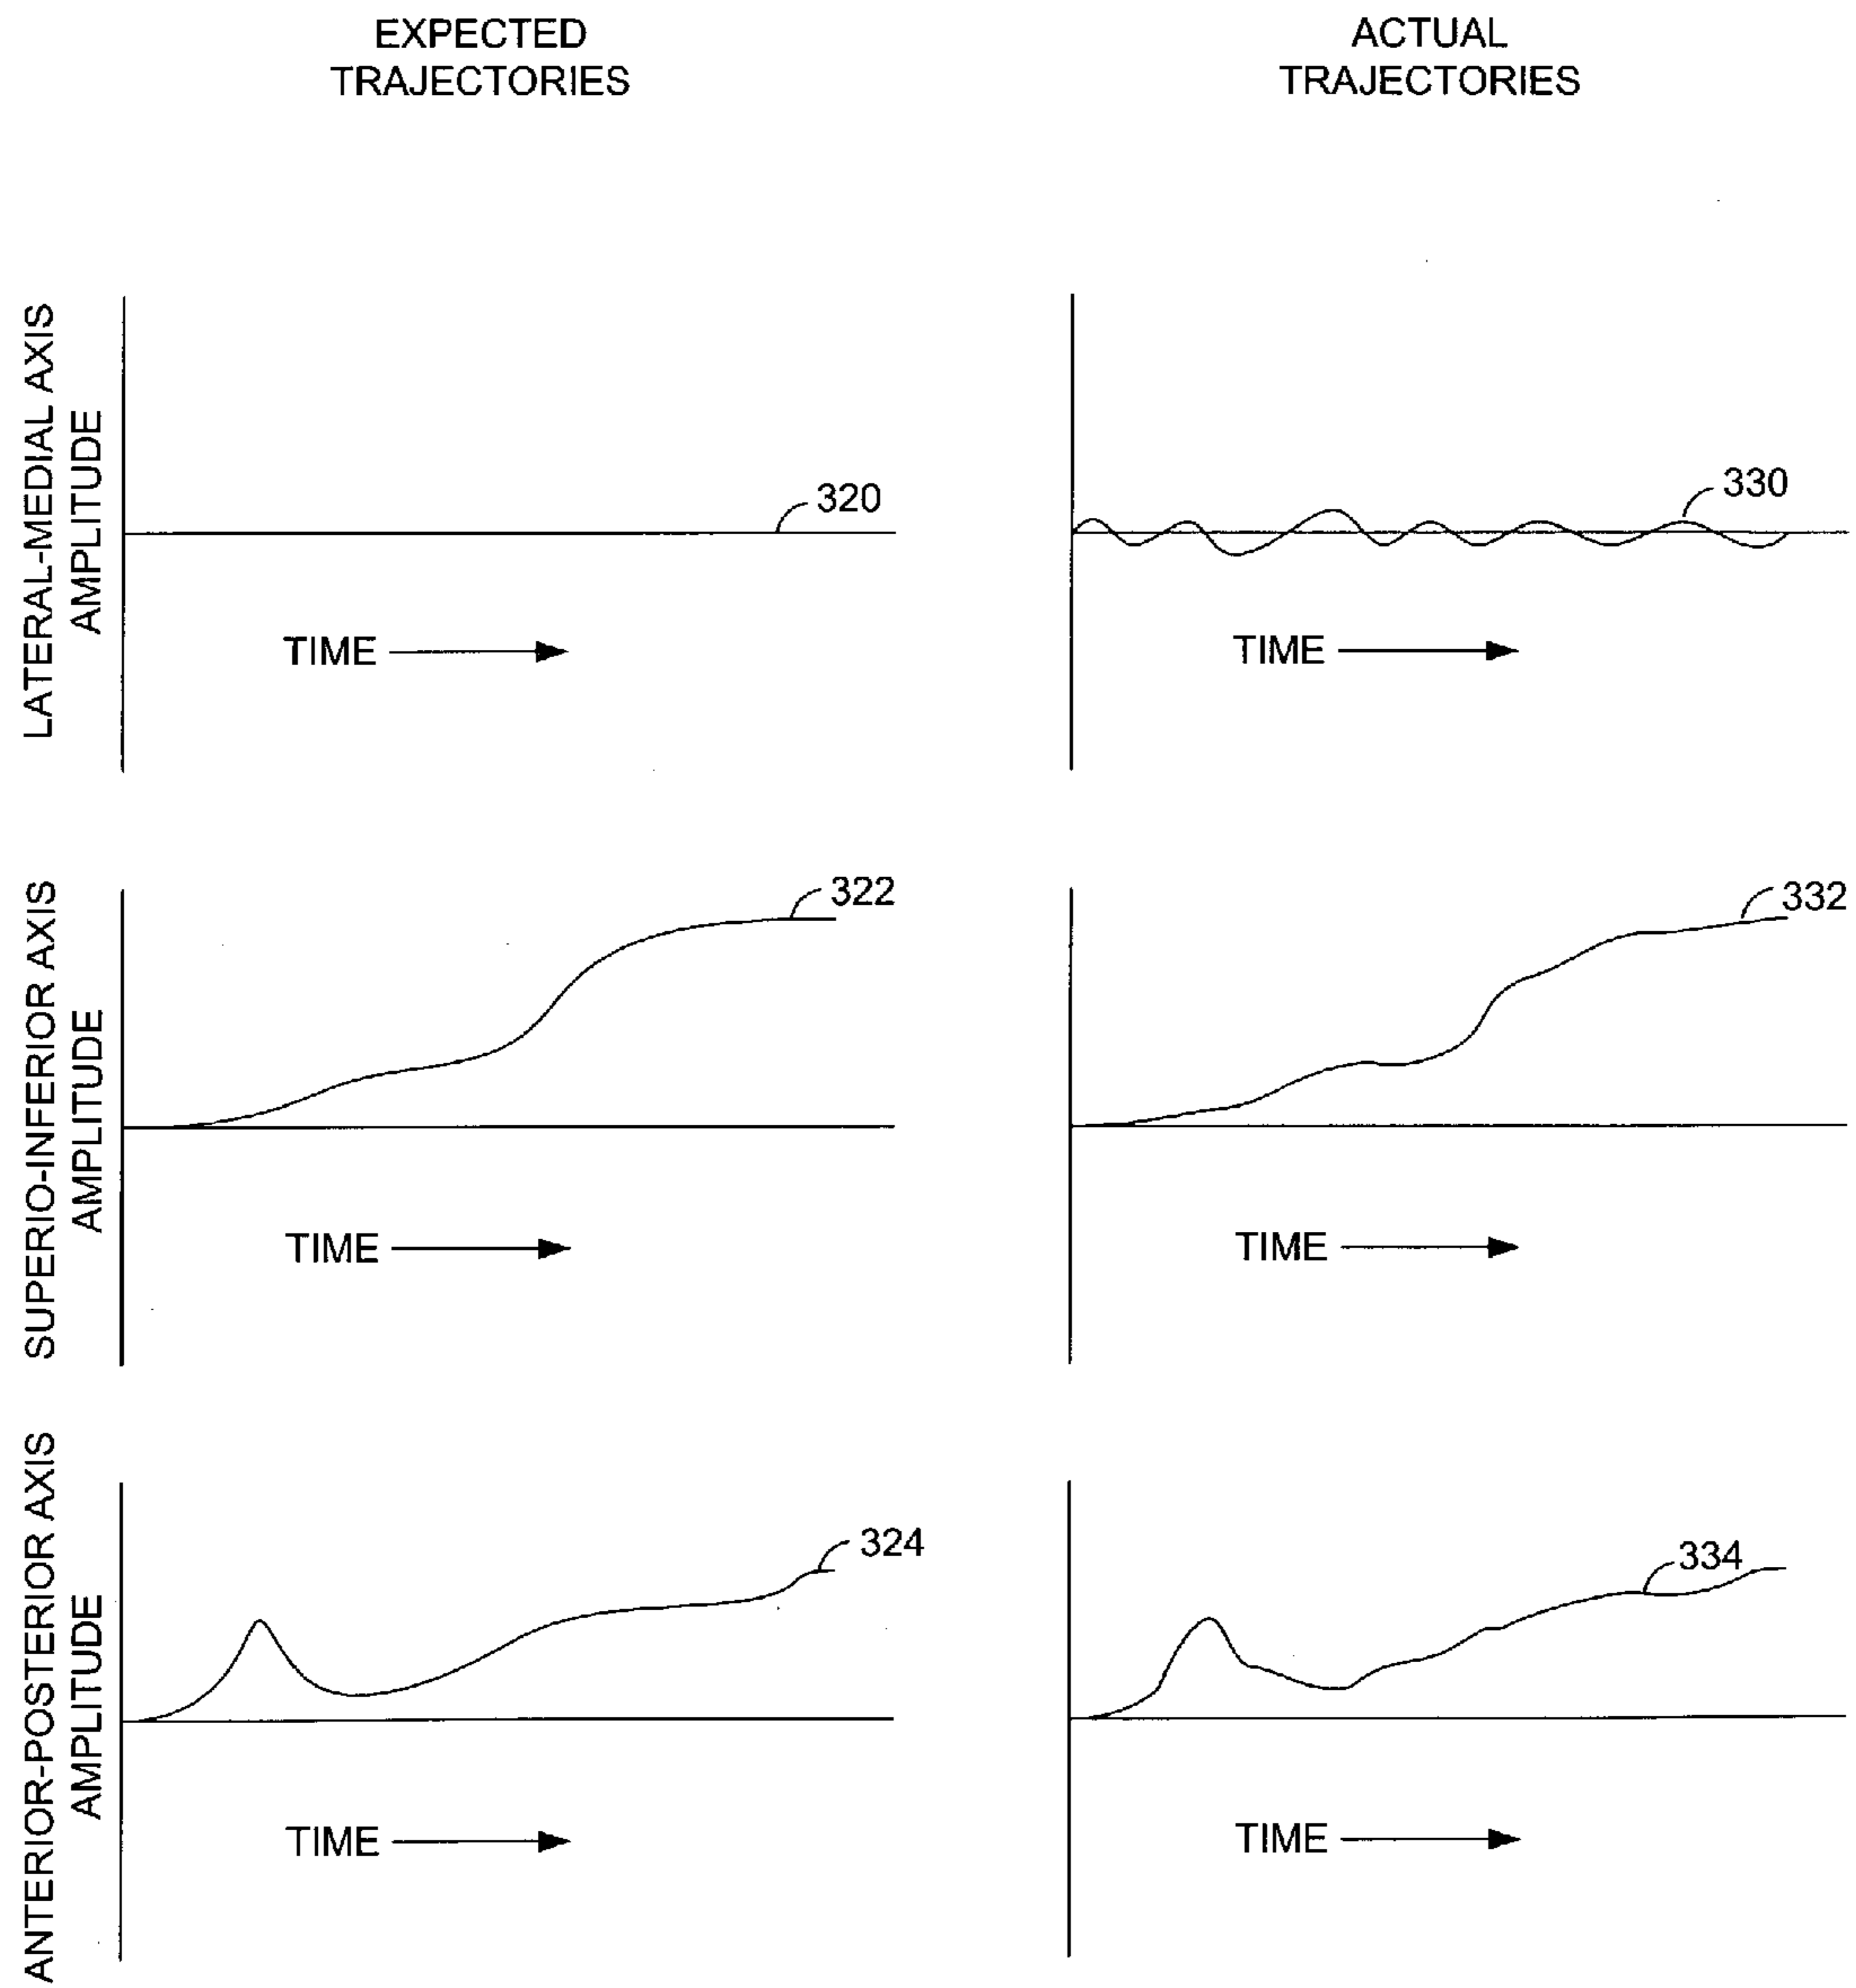 EXPECTED
TRAJECTORIES
ACTUAL
TRAJECTORIES
LATERAL-MEDIAL AXIS
AMPLITUDE
320
TIME
330
TIME
SUPERIO-INFERIOR AXIS
AMPLITUDE
322
TIME
332
TIME
ANTERIOR-POSTERIOR AXIS
AMPLITUDE
324
TIME
334
TIME